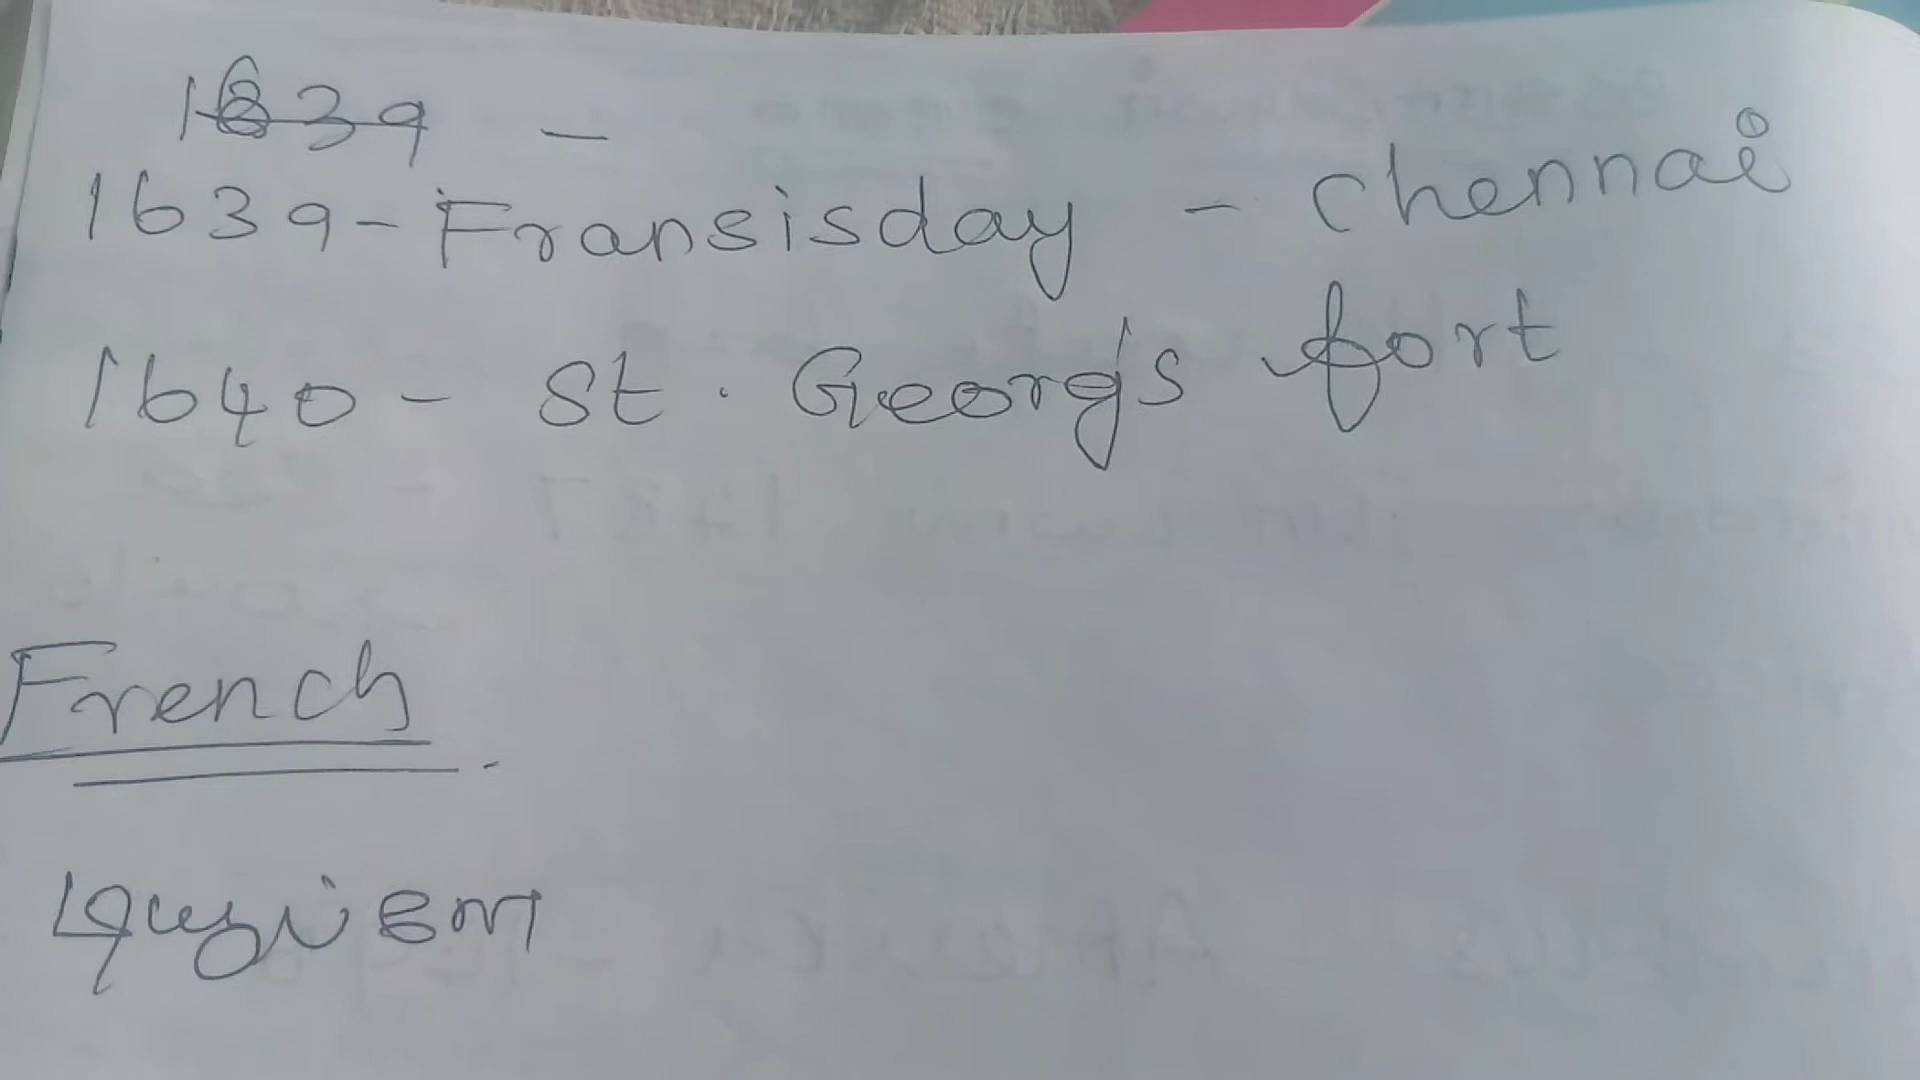 1639 -
1639 - Fransisday - Chennai
1640 - St. Georg's fort
French
டியூப்ளே